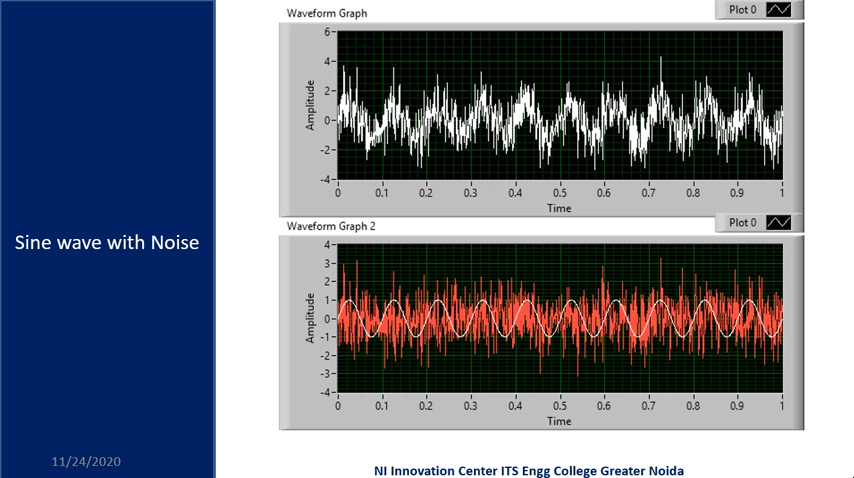 Waveform Graph
Plot 0
Amplitude
6
4
2
0
-2
-4
0 0.1 0.2 0.3 0.4 0.5 0.6 0.7 0.8 0.9 1
Time
Sine wave with Noise
Waveform Graph 2
Plot 0
Amplitude
4
3
2
1
0
-1
-2
-3
-4
0 0.1 0.2 0.3 0.4 0.5 0.6 0.7 0.8 0.9 1
Time
11/24/2020
NI Innovation Center ITS Engg College Greater Noida